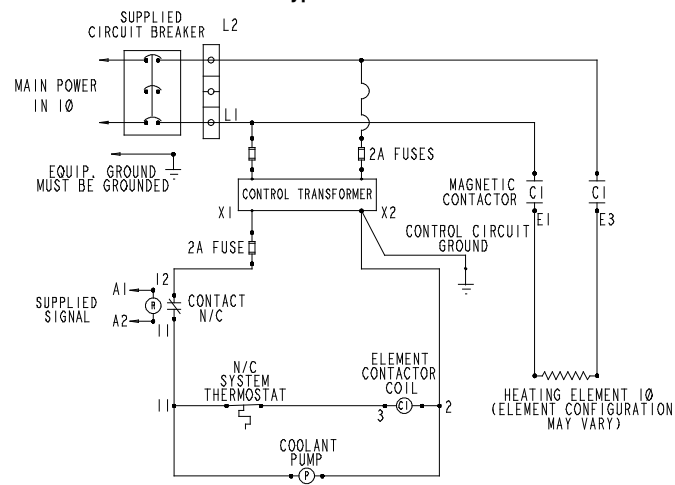 SUPPLIED
CIRCUIT BREAKER
L2
MAIN POWER
IN 1Ø
L1
EQUIP. GROUND
MUST BE GROUNDED
2A FUSES
CONTROL TRANSFORMER
X1
X2
MAGNETIC
CONTACTOR
C1
C1
E1
E3
2A FUSE
CONTROL CIRCUIT
GROUND
A1
12
SUPPLIED
SIGNAL
R
CONTACT
N/C
A2
11
N/C
SYSTEM
THERMOSTAT
ELEMENT
CONTACTOR
COIL
11
3
C1
2
HEATING ELEMENT 1Ø
(ELEMENT CONFIGURATION
MAY VARY)
COOLANT
PUMP
P